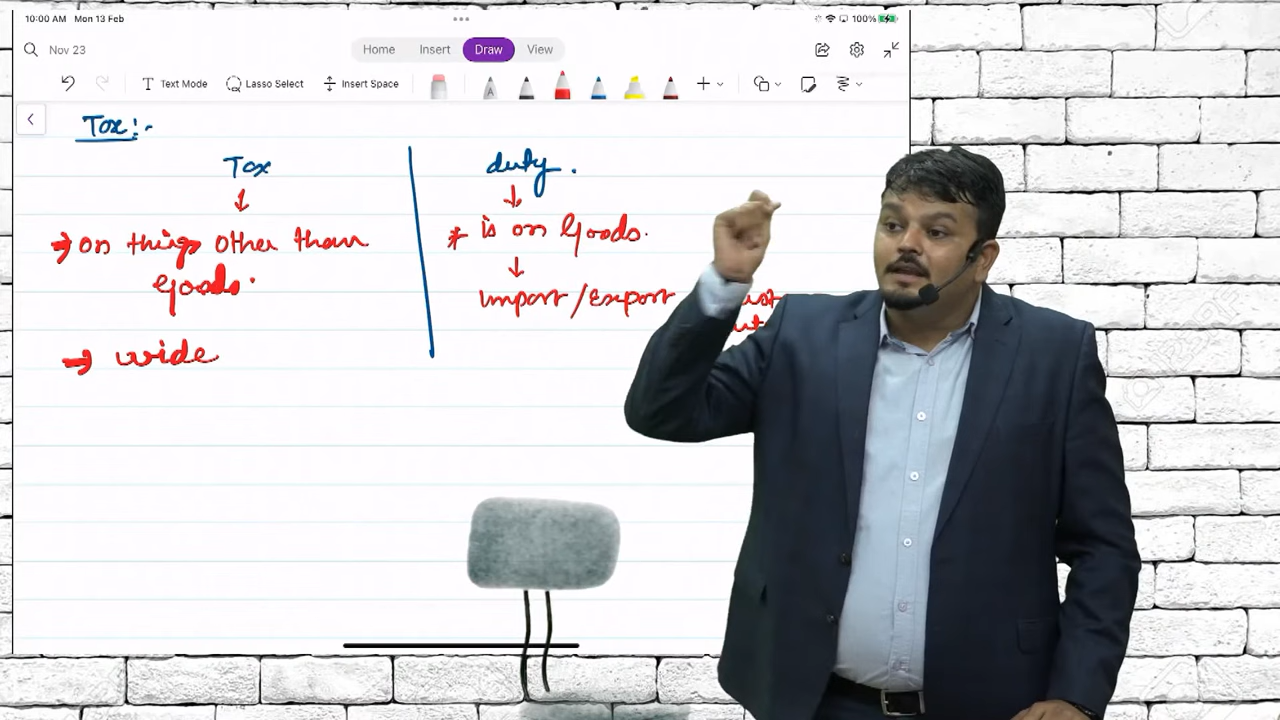 10:00 AM Mon 13 Feb
100%
Nov 23
Home Insert Draw View
Text Mode Lasso Select Insert Space
Tax:-
Tax
duty.
→ On things other than
Goods.
* is on Goods.
Import/Export
→ wide